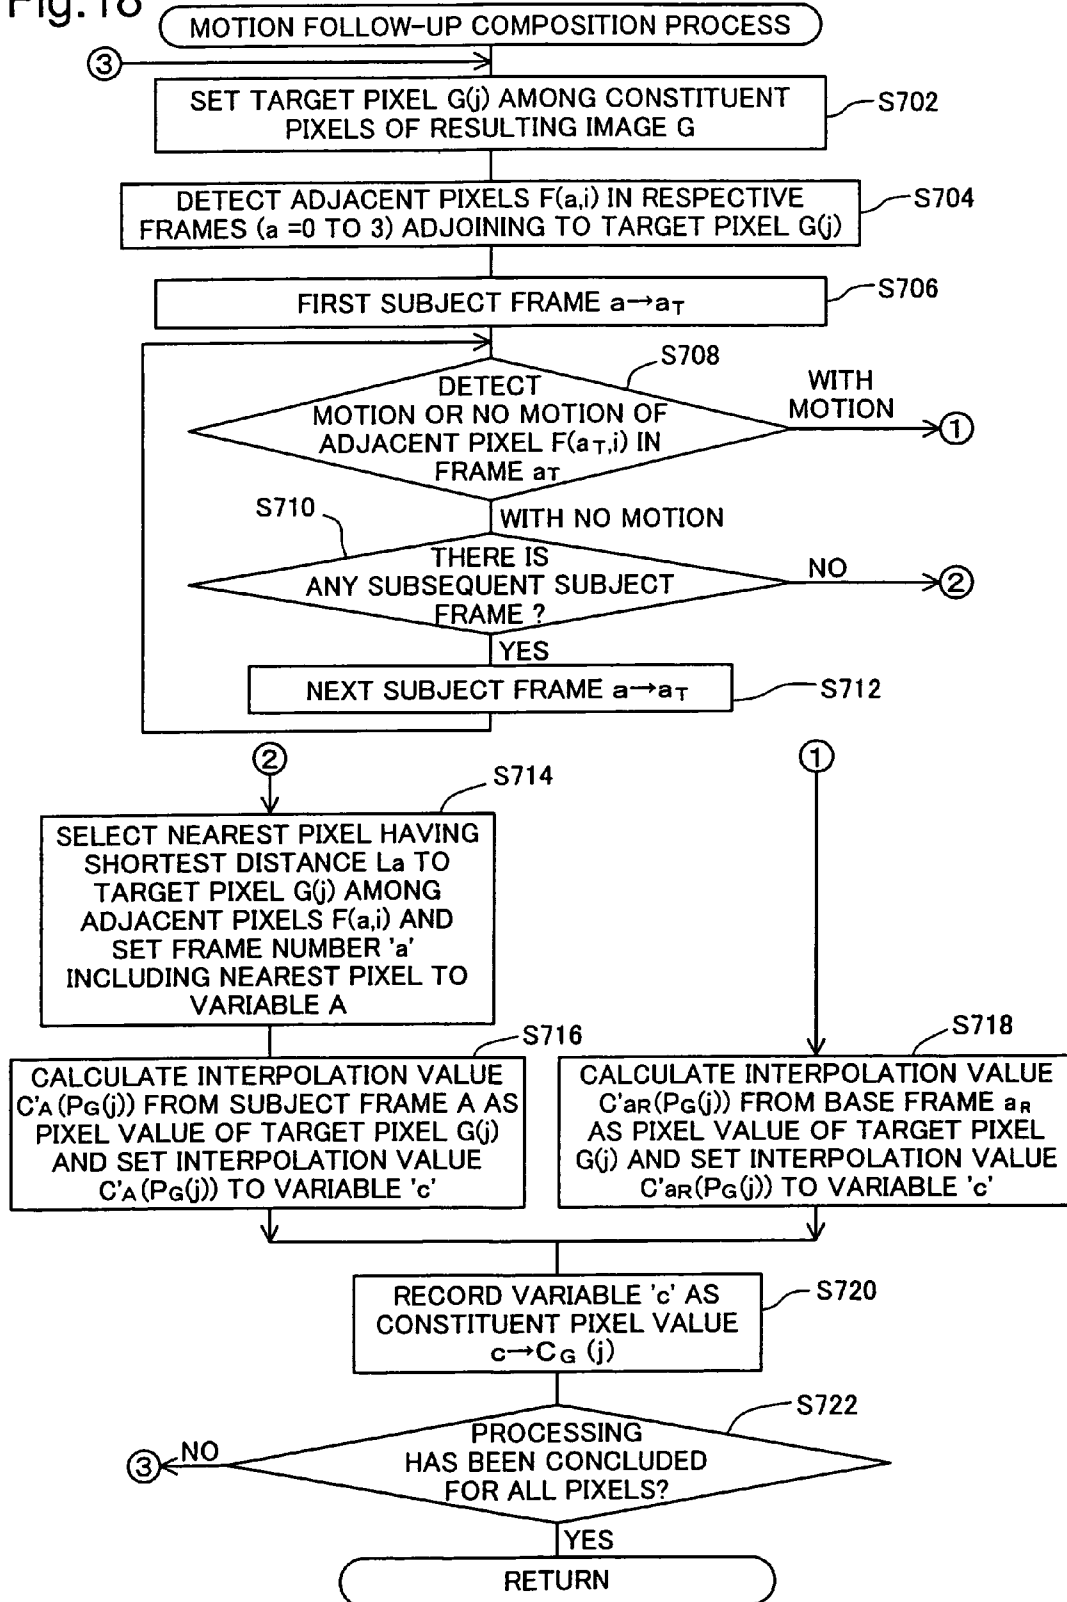 Fig.18
MOTION FOLLOW-UP COMPOSITION PROCESS
③
SET TARGET PIXEL G(j) AMONG CONSTITUENT
PIXELS OF RESULTING IMAGE G
S702
DETECT ADJACENT PIXELS F(a,i) IN RESPECTIVE
FRAMES (a =0 TO 3) ADJOINING TO TARGET PIXEL G(j)
S704
FIRST SUBJECT FRAME a→aT
S706
S708
DETECT
MOTION OR NO MOTION OF
ADJACENT PIXEL F(aT,i) IN
FRAME aT
WITH
MOTION
①
WITH NO MOTION
S710
THERE IS
ANY SUBSEQUENT SUBJECT
FRAME ?
NO
②
YES
NEXT SUBJECT FRAME a→aT
S712
②
S714
SELECT NEAREST PIXEL HAVING
SHORTEST DISTANCE La TO
TARGET PIXEL G(j) AMONG
ADJACENT PIXELS F(a,i) AND
SET FRAME NUMBER 'a'
INCLUDING NEAREST PIXEL TO
VARIABLE A
S716
CALCULATE INTERPOLATION VALUE
C'A(PG(j)) FROM SUBJECT FRAME A AS
PIXEL VALUE OF TARGET PIXEL G(j)
AND SET INTERPOLATION VALUE
C'A(PG(j)) TO VARIABLE 'c'
①
S718
CALCULATE INTERPOLATION VALUE
C'aR(PG(j)) FROM BASE FRAME aR
AS PIXEL VALUE OF TARGET PIXEL
G(j) AND SET INTERPOLATION VALUE
C'aR(PG(j)) TO VARIABLE 'c'
RECORD VARIABLE 'c' AS
CONSTITUENT PIXEL VALUE
c→CG (j)
S720
S722
PROCESSING
HAS BEEN CONCLUDED
FOR ALL PIXELS?
NO
③
YES
RETURN